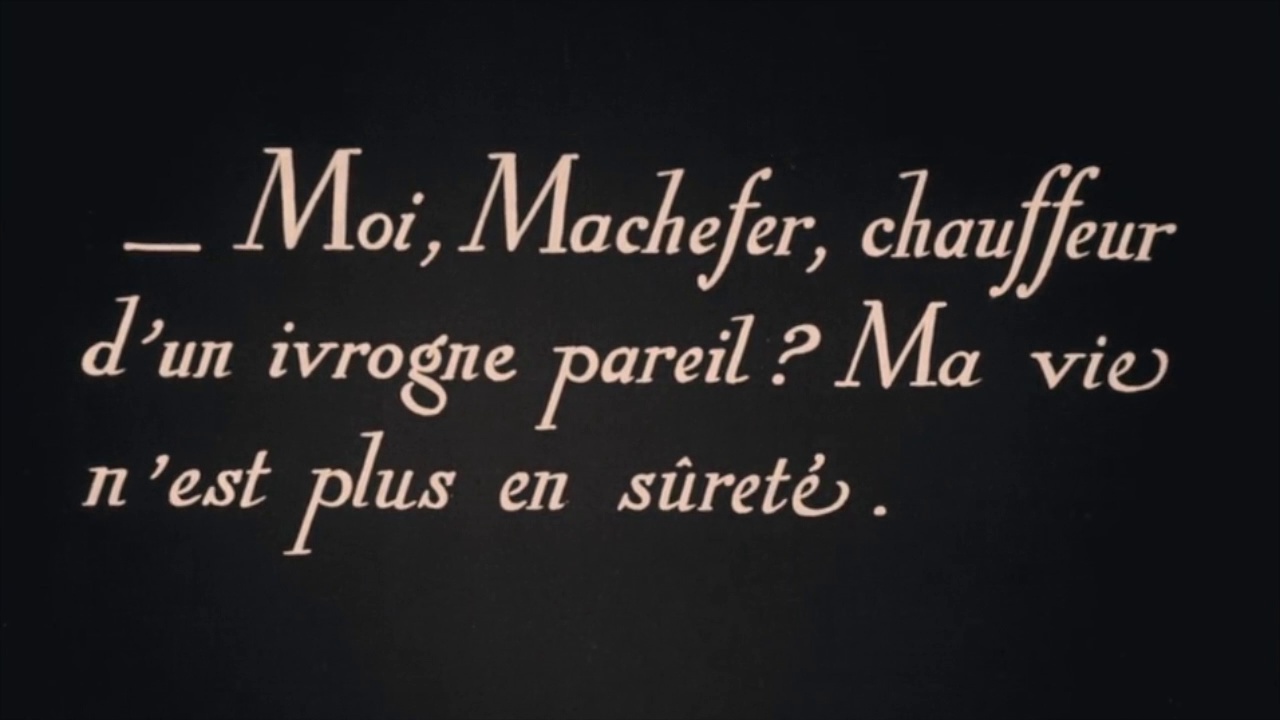 — Moi, Machefer, chauffeur
d'un ivrogne pareil ? Ma vie
n'est plus en sûreté.